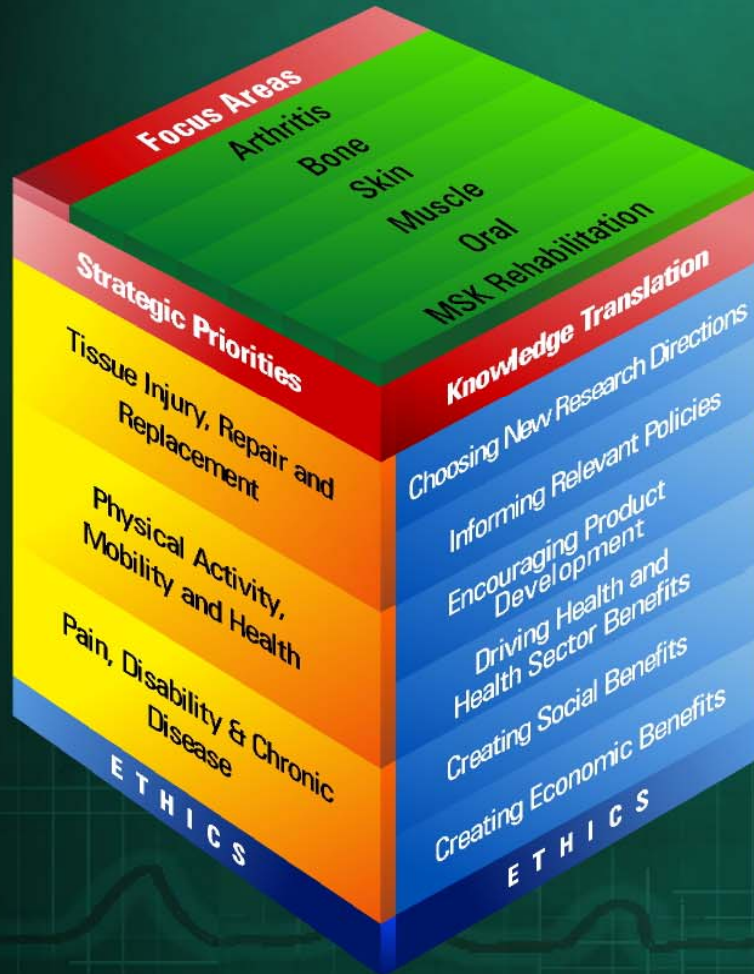 Focus Areas
Arthritis
Bone
Skin
Muscle
Oral
MSK Rehabilitation
Strategic Priorities
Tissue Injury, Repair and
Replacement
Physical Activity,
Mobility and Health
Pain, Disability & Chronic
Disease
ETHICS
Knowledge Translation
Choosing New Research Directions
Informing Relevant Policies
Encouraging Product
Development
Driving Health and
Health Sector Benefits
Creating Social Benefits
Creating Economic Benefits
ETHICS